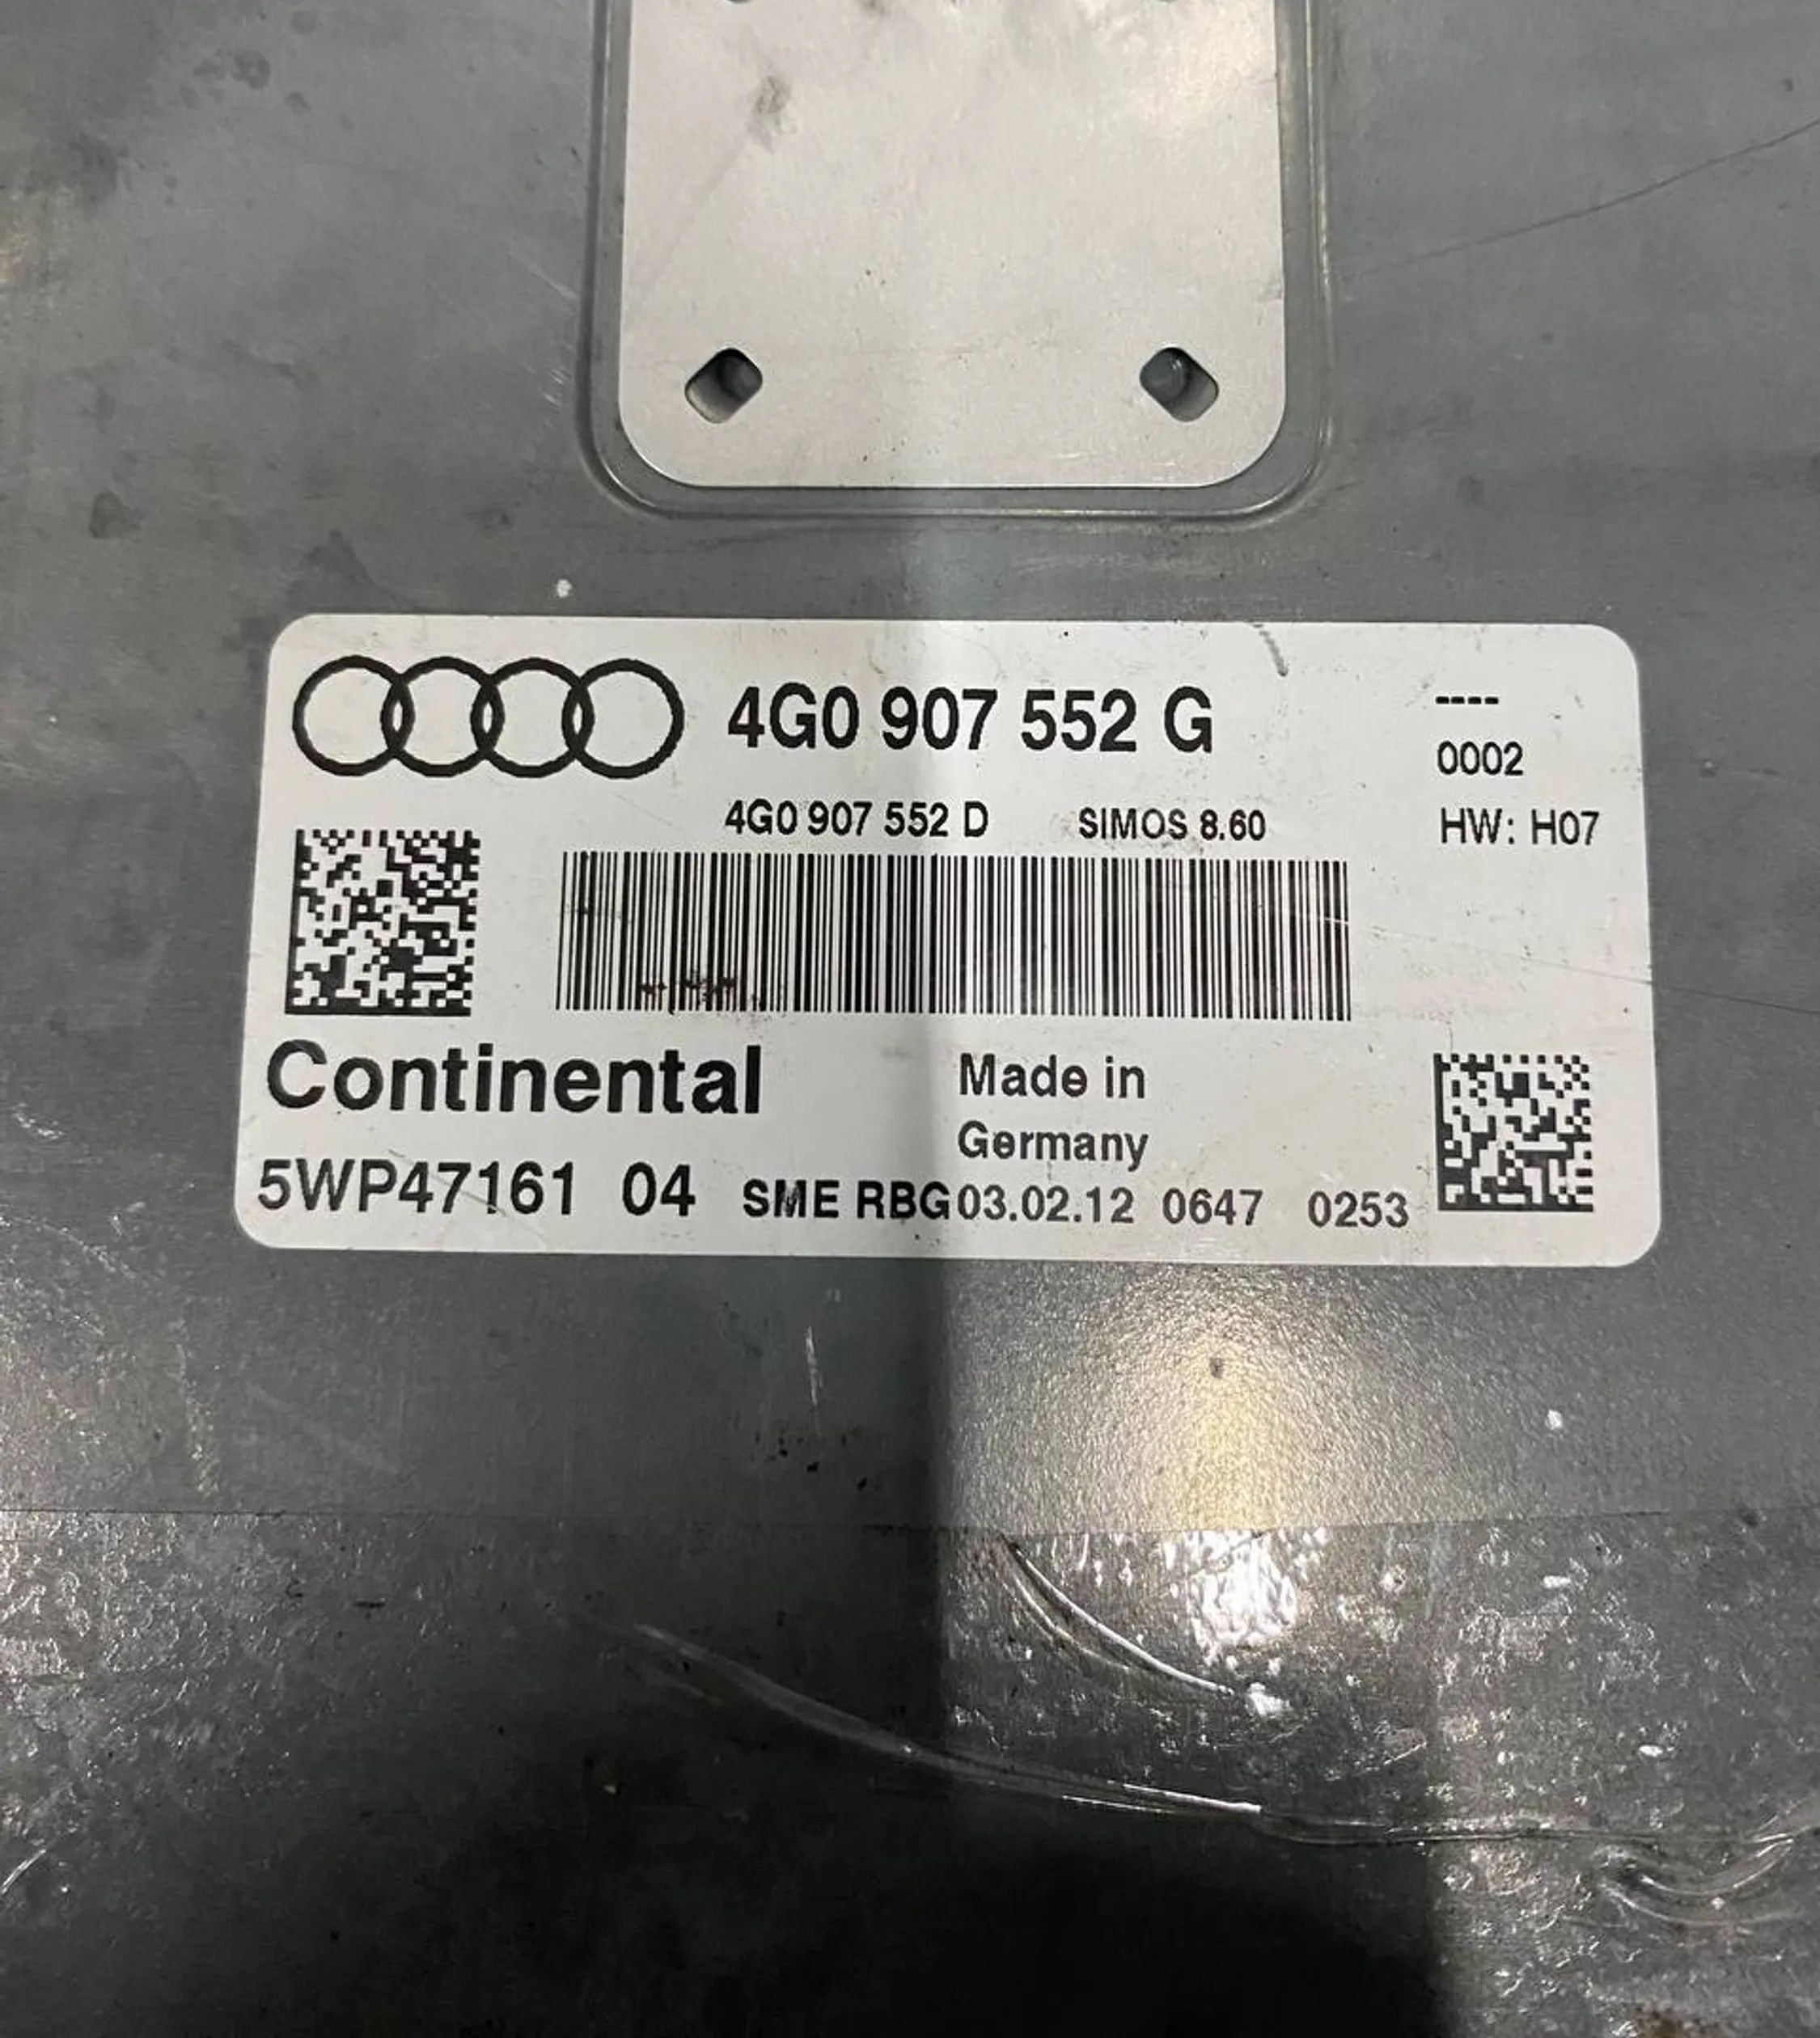 4G0 907 552 G
----
0002
4G0 907 552 D SIMOS 8.60 HW: H07
Continental
Made in
Germany
5WP47161 04 SME RBG 03.02.12 0647 0253